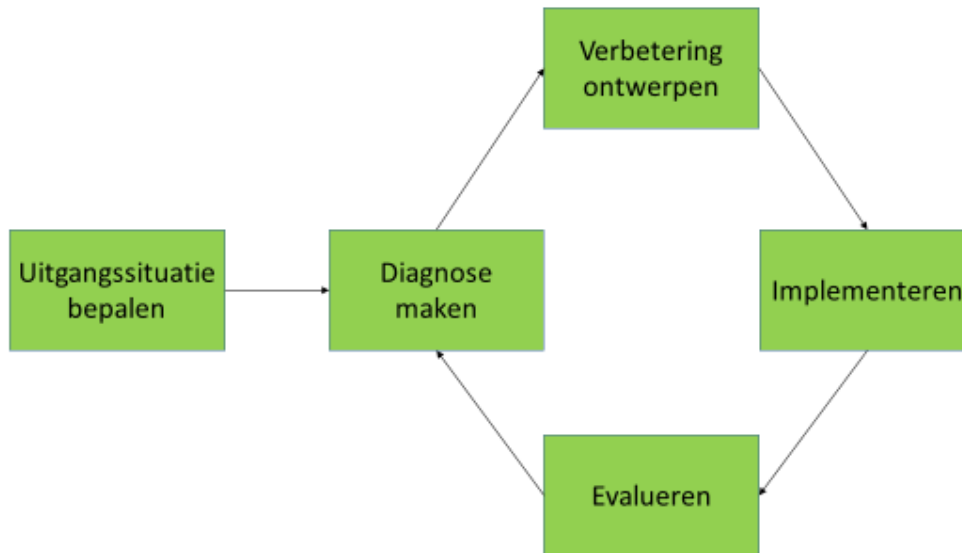 Verbetering
ontwerpen
Uitgangssituatie
bepalen
Diagnose
maken
Implementeren
Evalueren